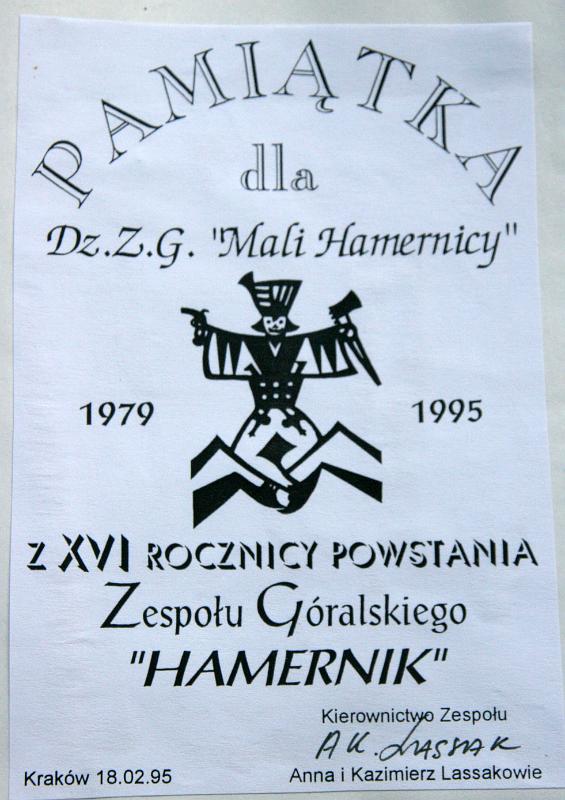 PAMIĄTKA
dla
Dz.Z.G. "Mali Hamernicy"
1979 1995
Z XVI ROCZNICY POWSTANIA
Zespołu Góralskiego
"HAMERNIK"
Kierownictwo Zespołu
A K. Lassak
Kraków 18.02.95 Anna i Kazimierz Lassakowie